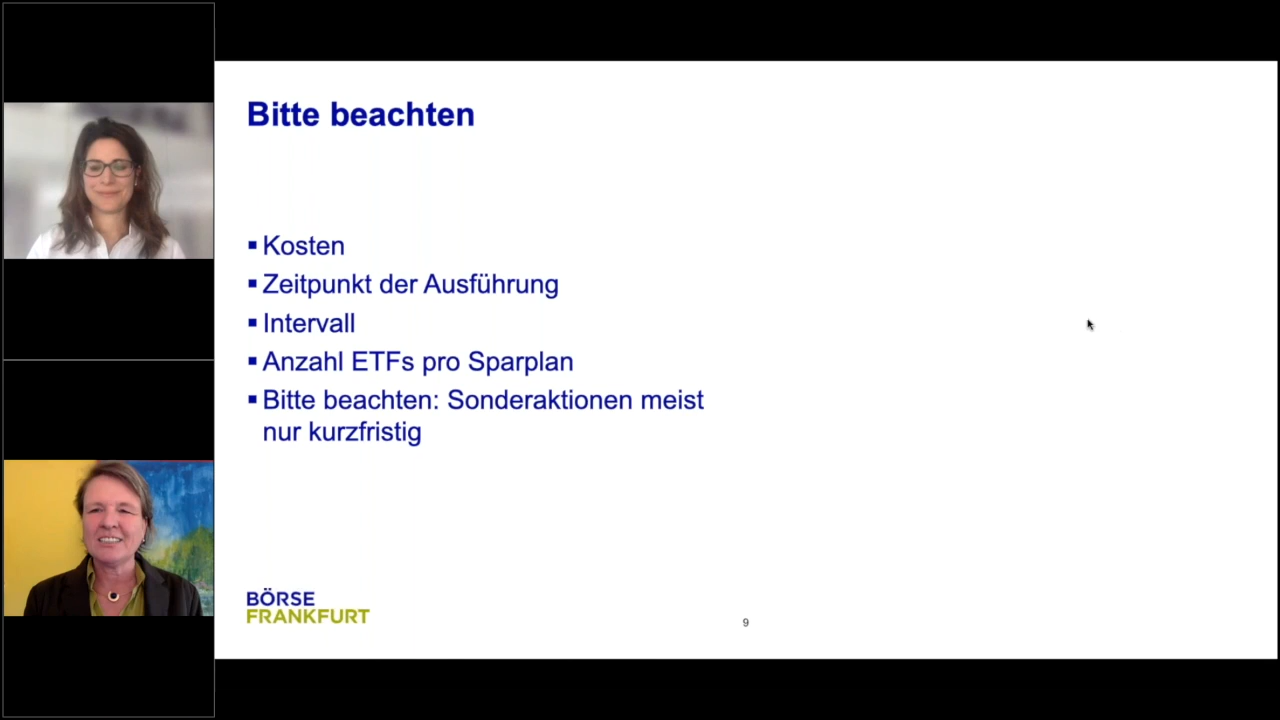 Bitte beachten
▪ Kosten
▪ Zeitpunkt der Ausführung
▪ Intervall
▪ Anzahl ETFs pro Sparplan
▪ Bitte beachten: Sonderaktionen meist
nur kurzfristig
BÖRSE
FRANKFURT
9